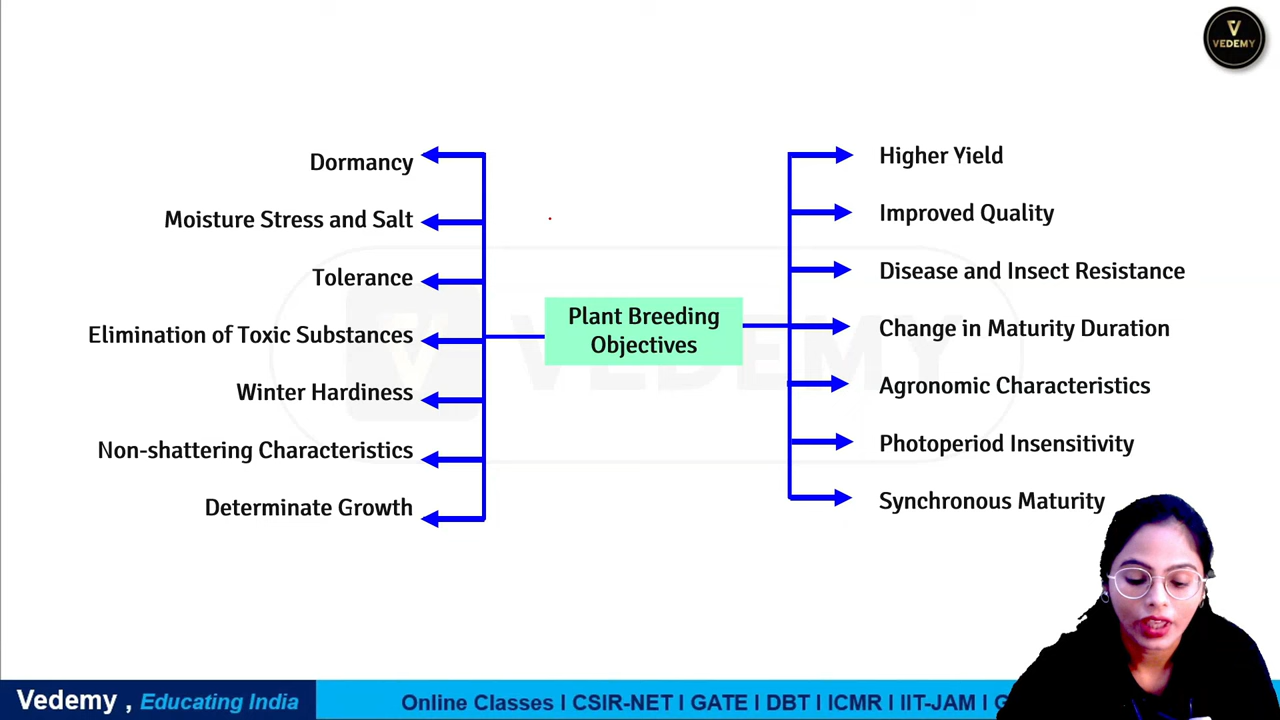 V
VEDEMY
Dormancy
Moisture Stress and Salt
Tolerance
Elimination of Toxic Substances
Winter Hardiness
Non-shattering Characteristics
Determinate Growth
Plant Breeding
Objectives
Higher Yield
Improved Quality
Disease and Insect Resistance
Change in Maturity Duration
Agronomic Characteristics
Photoperiod Insensitivity
Synchronous Maturity
VEDEMY
Vedemy , Educating India
Online Classes I CSIR-NET I GATE I DBT I ICMR I IIT-JAM I